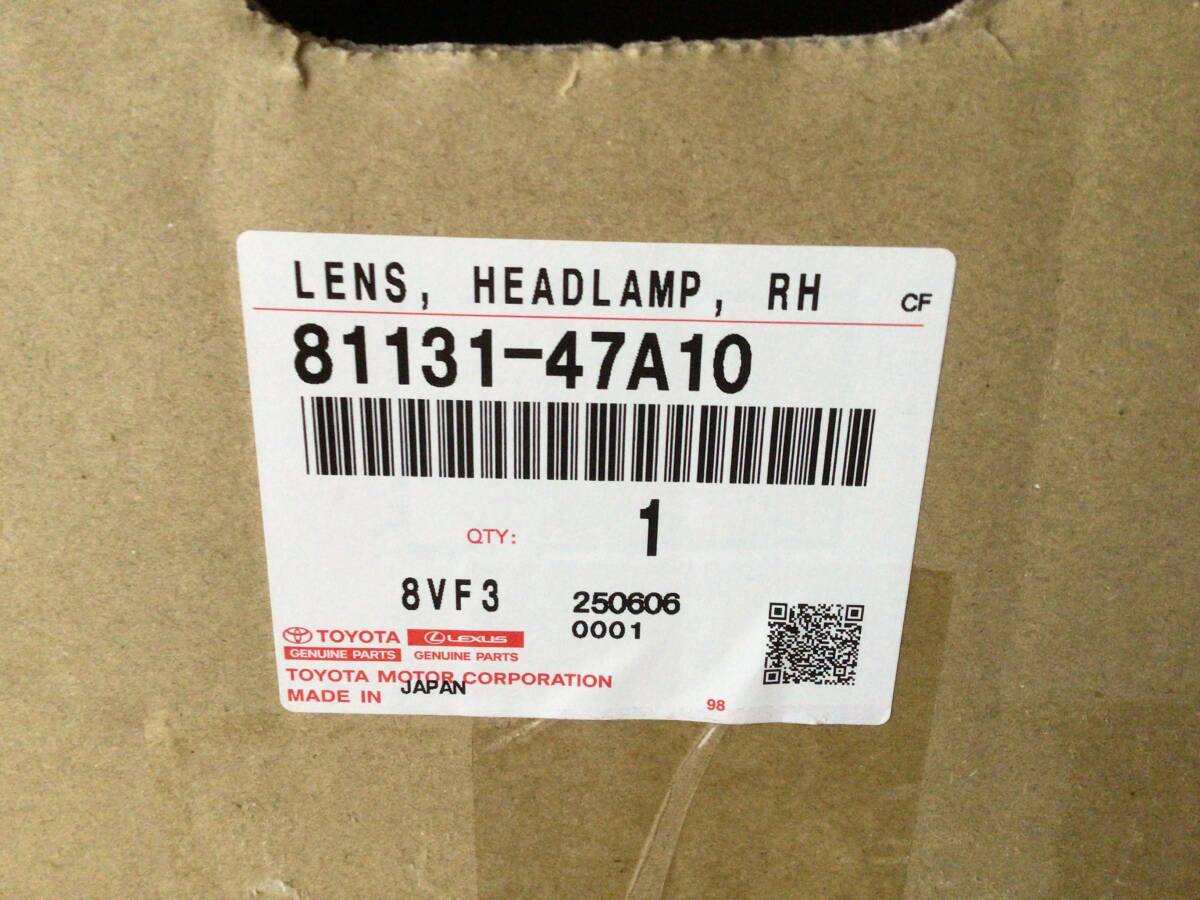 LENS, HEADLAMP, RH CF
81131-47A10
QTY: 1
8VF3 250606
0001
TOYOTA LEXUS
GENUINE PARTS GENUINE PARTS
TOYOTA MOTOR CORPORATION
MADE IN JAPAN
98